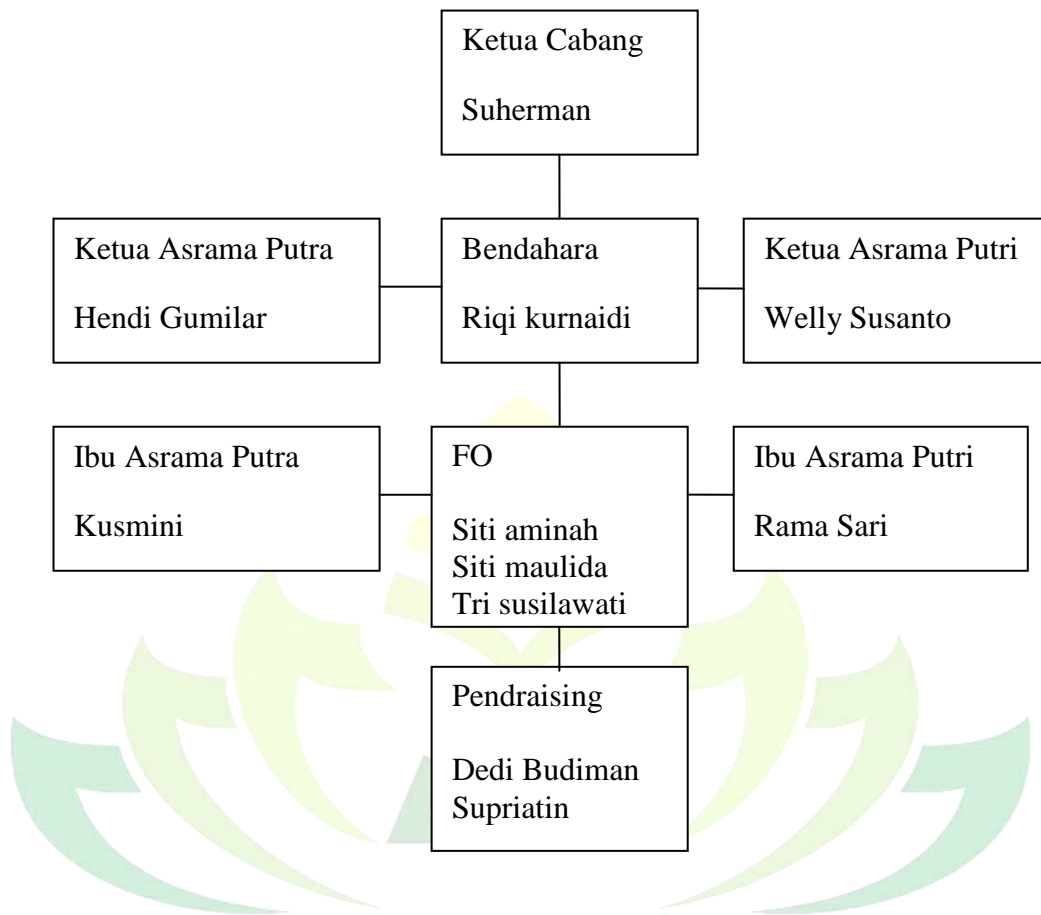 Ketua Cabang
Suherman
Ketua Asrama Putra
Hendi Gumilar
Bendahara
Riqi kurnaidi
Ketua Asrama Putri
Welly Susanto
Ibu Asrama Putra
Kusmini
FO
Siti aminah
Siti maulida
Tri susilawati
Ibu Asrama Putri
Rama Sari
Pendraising
Dedi Budiman
Supriatin